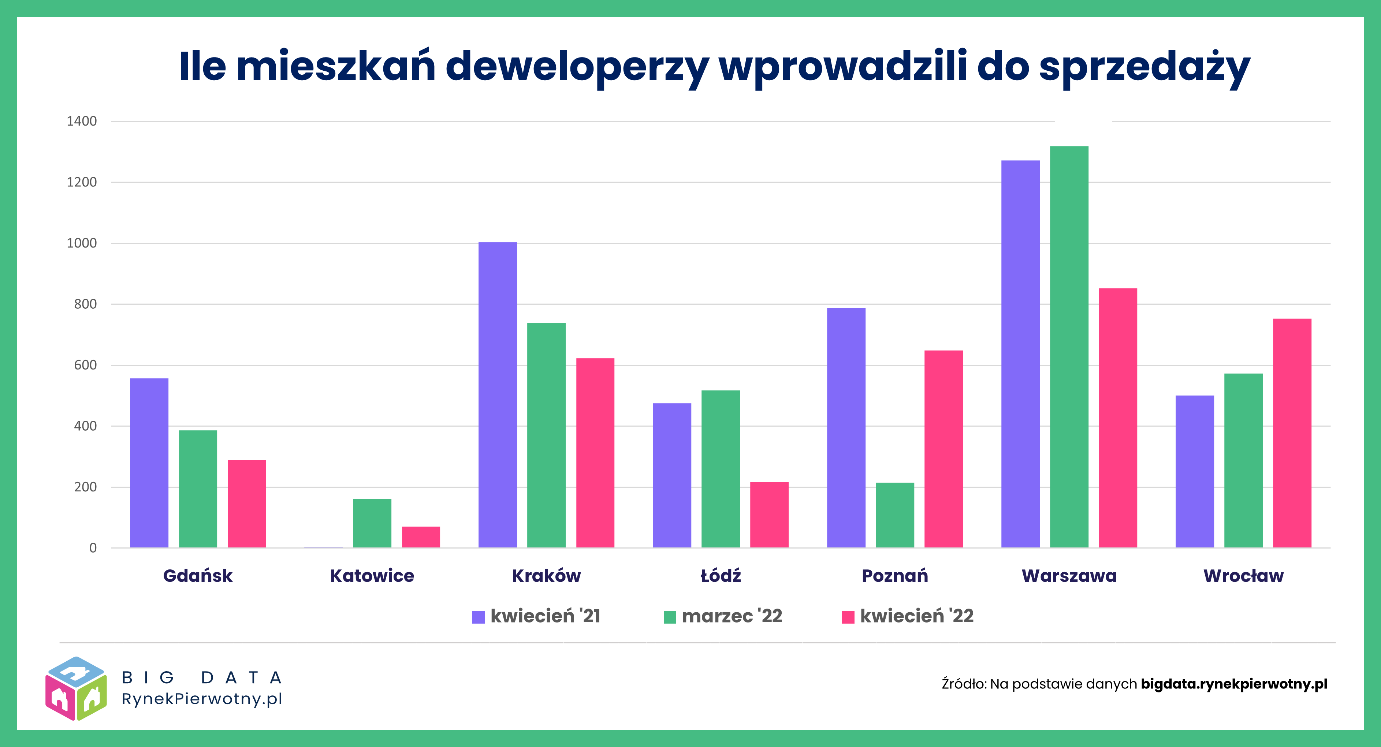 Ile mieszkań deweloperzy wprowadzili do sprzedaży
1400
1200
1000
800
600
400
200
0
Gdańsk Katowice Kraków Łódź Poznań Warszawa Wrocław
kwiecień '21 marzec '22 kwiecień '22
BIG DATA
RynekPierwotny.pl
Źródło: Na podstawie danych bigdata.rynekpierwotny.pl